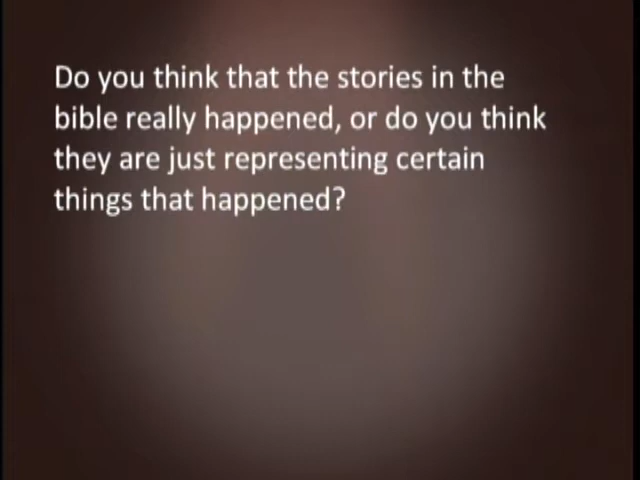 Do you think that the stories in the
bible really happened, or do you think
they are just representing certain
things that happened?